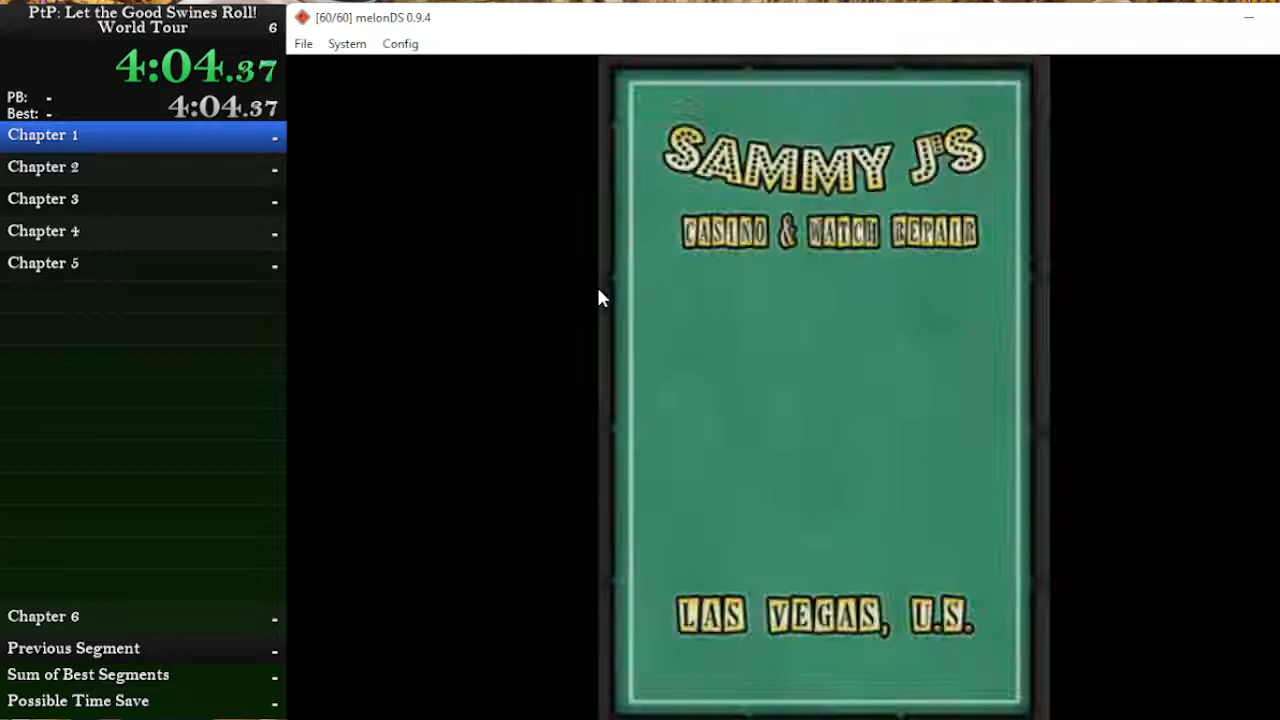 PtP: Let the Good Swines Roll!
World Tour 6
4:04.37
PB: -
4:04.37
Best: -
Chapter 1 -
Chapter 2 -
Chapter 3 -
Chapter 4 -
Chapter 5 -
Chapter 6 -
Previous Segment -
Sum of Best Segments -
Possible Time Save -
[60/60] melonDS 0.9.4
File System Config
SAMMY J'S
CASINO & WATCH REPAIR
LAS VEGAS, U.S.